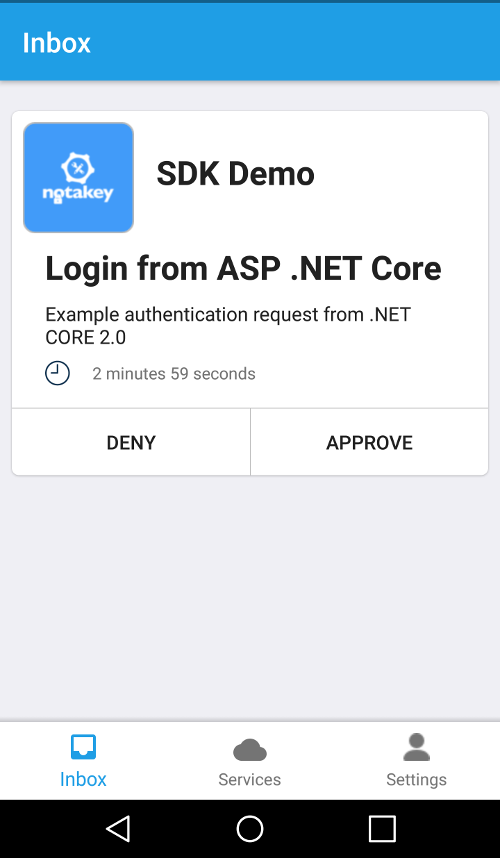 Inbox
notakey
SDK Demo
Login from ASP .NET Core
Example authentication request from .NET
CORE 2.0
2 minutes 59 seconds
DENY
APPROVE
Inbox
Services
Settings